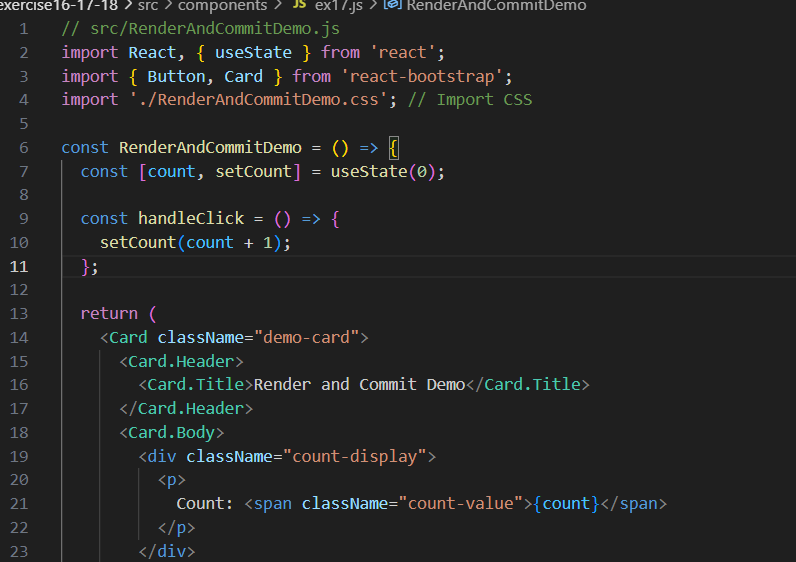 exercise16-17-18 > src > components > JS ex17.js > RenderAndCommitDemo
1 // src/RenderAndCommitDemo.js
2 import React, { useState } from 'react';
3 import { Button, Card } from 'react-bootstrap';
4 import './RenderAndCommitDemo.css'; // Import CSS
5
6 const RenderAndCommitDemo = () => {
7   const [count, setCount] = useState(0);
8
9   const handleClick = () => {
10     setCount(count + 1);
11   };
12
13   return (
14     <Card className="demo-card">
15       <Card.Header>
16         <Card.Title>Render and Commit Demo</Card.Title>
17       </Card.Header>
18       <Card.Body>
19         <div className="count-display">
20           <p>
21             Count: <span className="count-value">{count}</span>
22           </p>
23         </div>